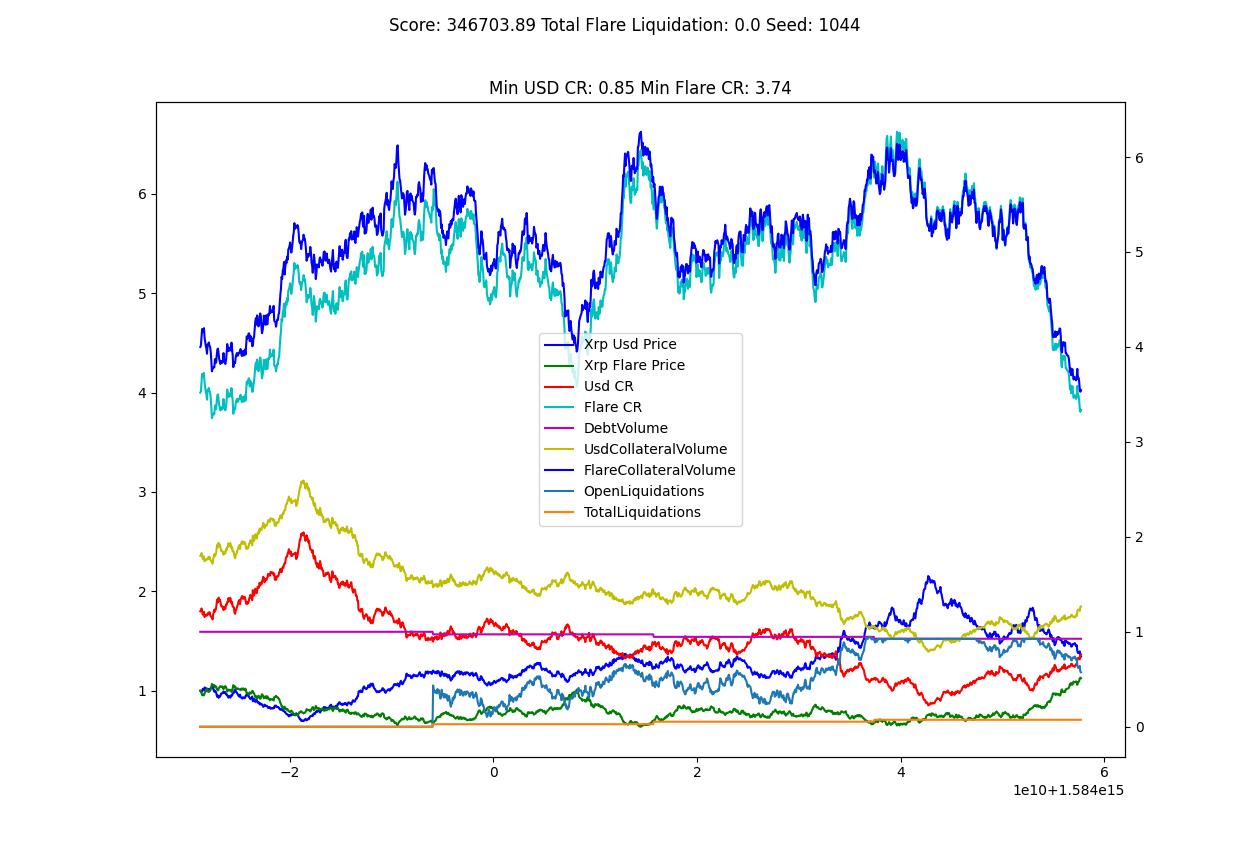 Score: 346703.89 Total Flare Liquidation: 0.0 Seed: 1044
Min USD CR: 0.85 Min Flare CR: 3.74
6
5
4
3
2
1
6
5
4
3
2
1
0
Xrp Usd Price
Xrp Flare Price
Usd CR
Flare CR
DebtVolume
UsdCollateralVolume
FlareCollateralVolume
OpenLiquidations
TotalLiquidations
−2
0
2
4
6
1e10+1.584e15